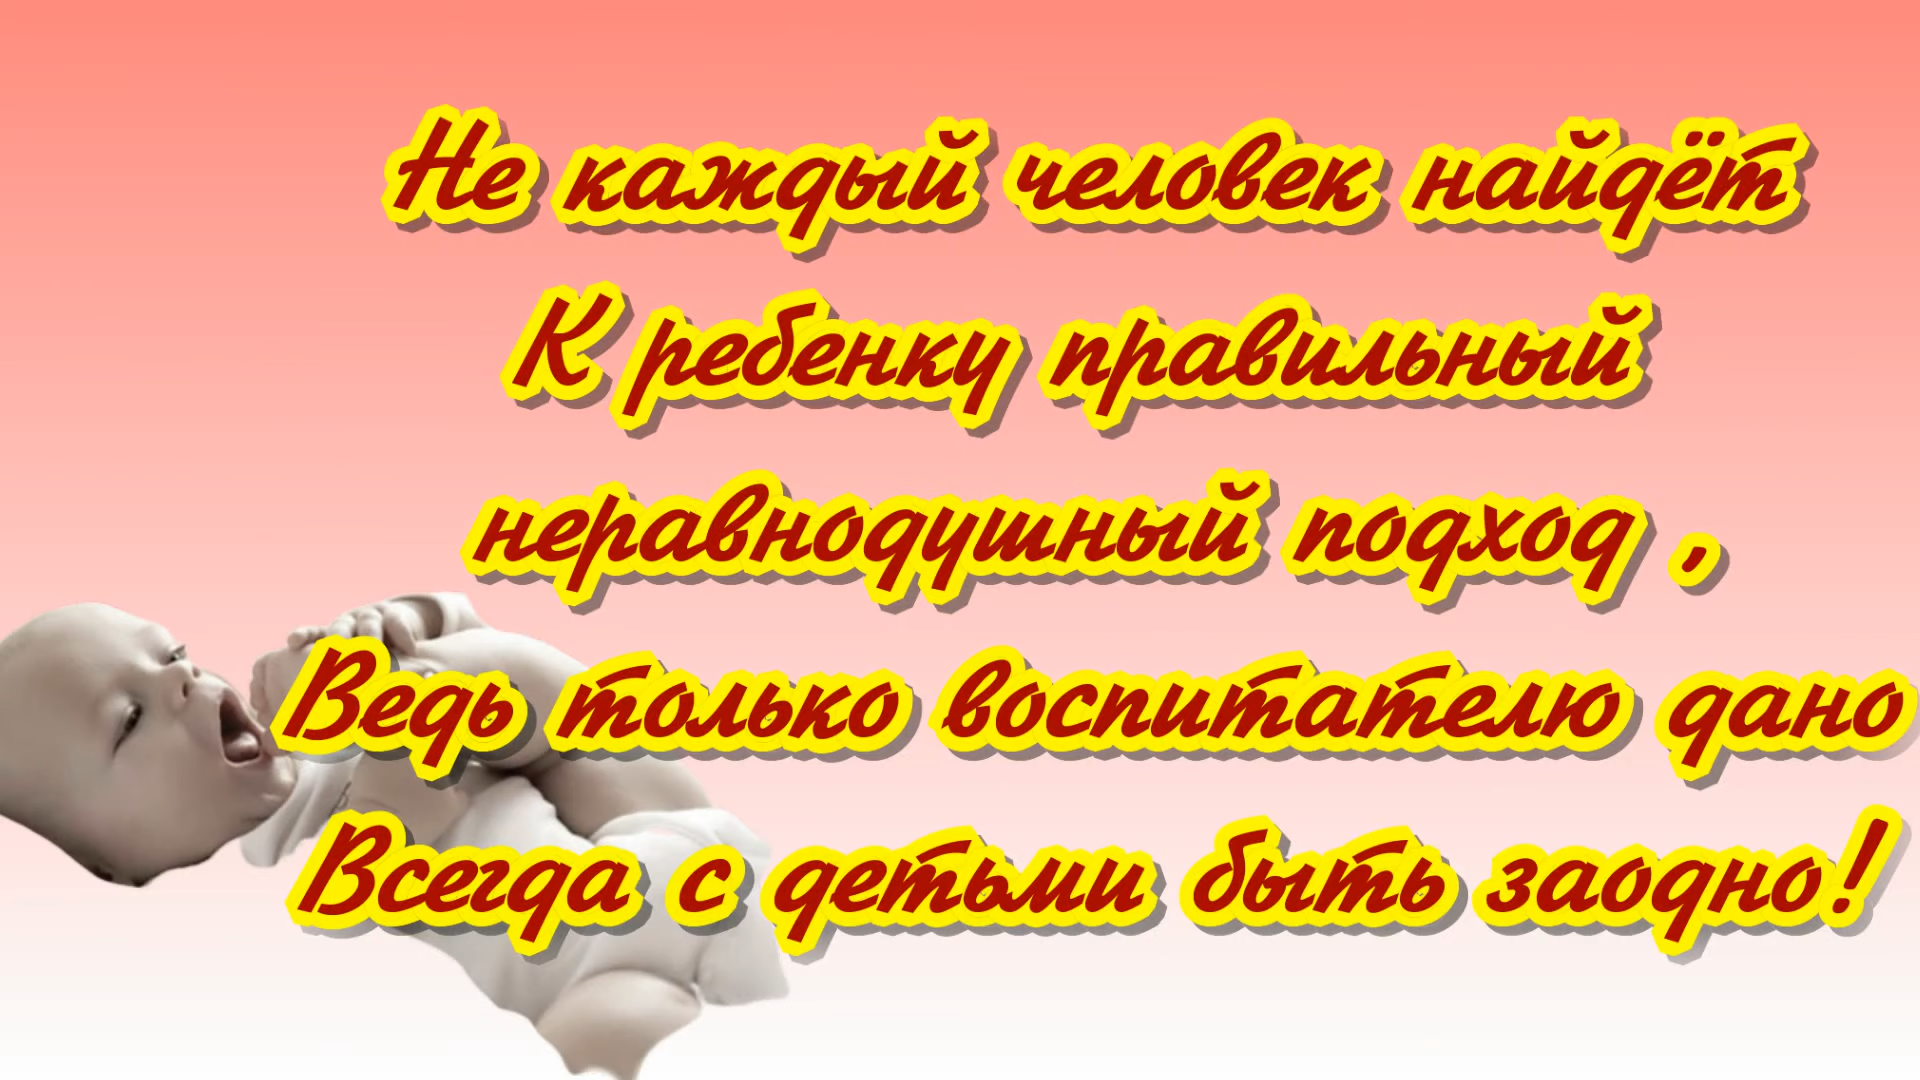 Не каждый человек найдёт
К ребенку правильный
неравнодушный подход ,
Ведь только воспитателю дано
Всегда с детьми быть заодно!